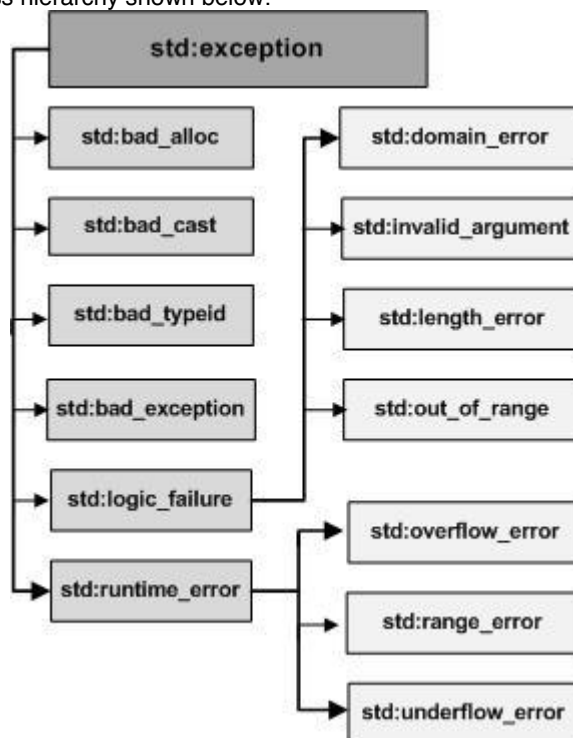 ss hierarchy shown below:
std:exception
std:bad_alloc
std:domain_error
std:bad_cast
std:invalid_argument
std:bad_typeid
std:length_error
std:bad_exception
std:out_of_range
std:logic_failure
std:overflow_error
std:runtime_error
std:range_error
std:underflow_error